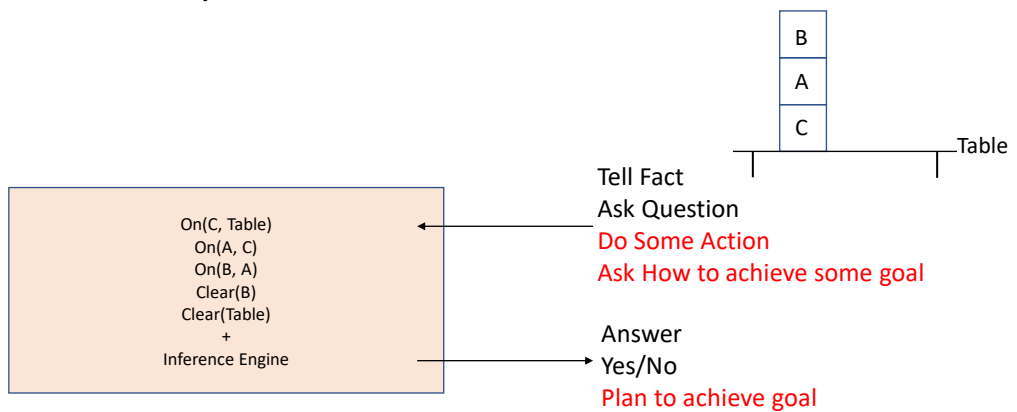 B
A
C
Table
Tell Fact
Ask Question
Do Some Action
Ask How to achieve some goal
On(C, Table)
On(A, C)
On(B, A)
Clear(B)
Clear(Table)
+
Inference Engine
Answer
Yes/No
Plan to achieve goal